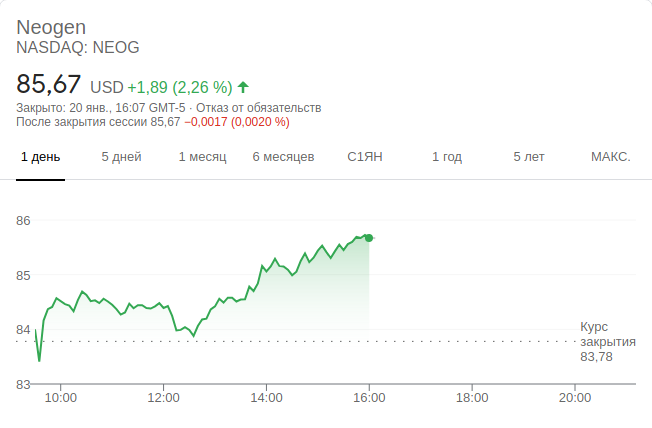 Neogen
NASDAQ: NEOG
85,67 USD +1,89 (2,26 %)
Закрыто: 20 янв., 16:07 GMT-5 · Отказ от обязательств
После закрытия сессии 85,67 −0,0017 (0,0020 %)
1 день 5 дней 1 месяц 6 месяцев С1ЯН 1 год 5 лет МАКС.
86
85
84
Курс
закрытия
83,78
83
10:00 12:00 14:00 16:00 18:00 20:00